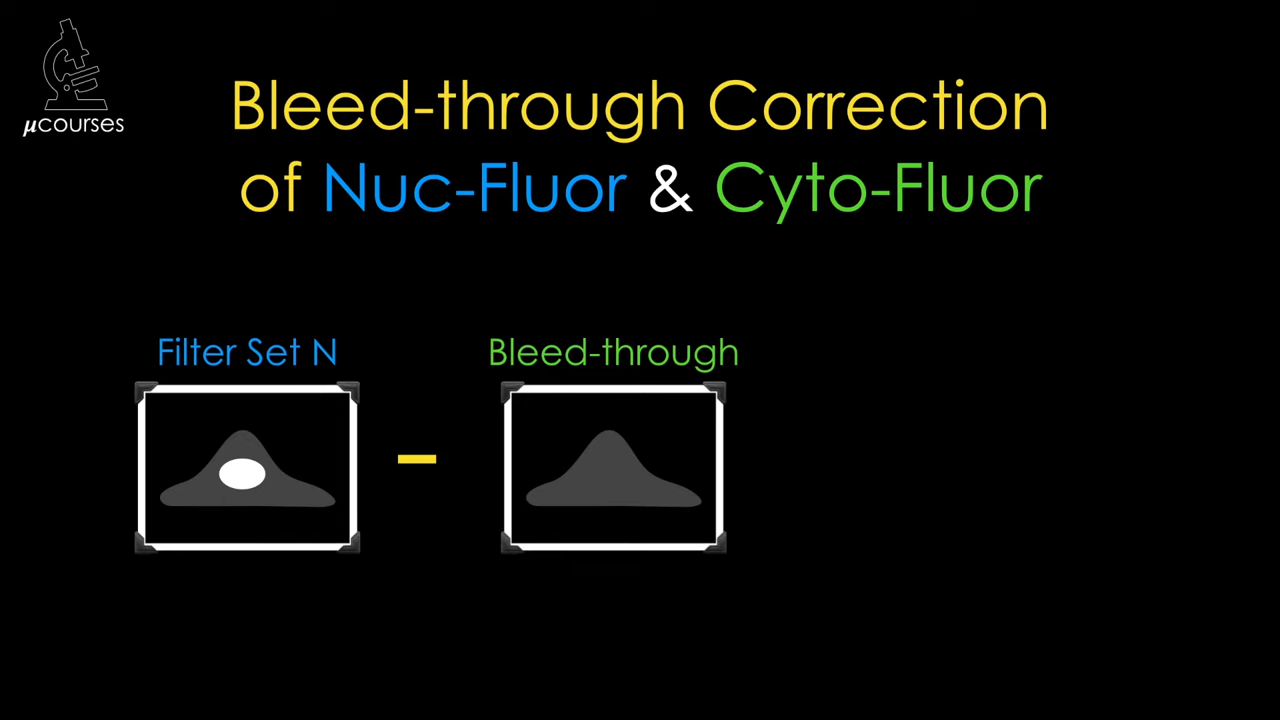 µcourses
Bleed-through Correction
of Nuc-Fluor & Cyto-Fluor
Filter Set N
Bleed-through